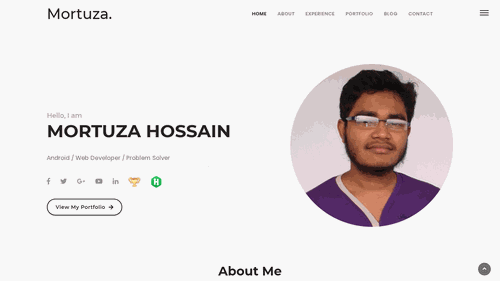 Mortuza.
HOME ABOUT EXPERIENCE PORTFOLIO BLOG CONTACT
Hello, I am
MORTUZA HOSSAIN
Android / Web Developer / Problem Solver
View My Portfolio
About Me